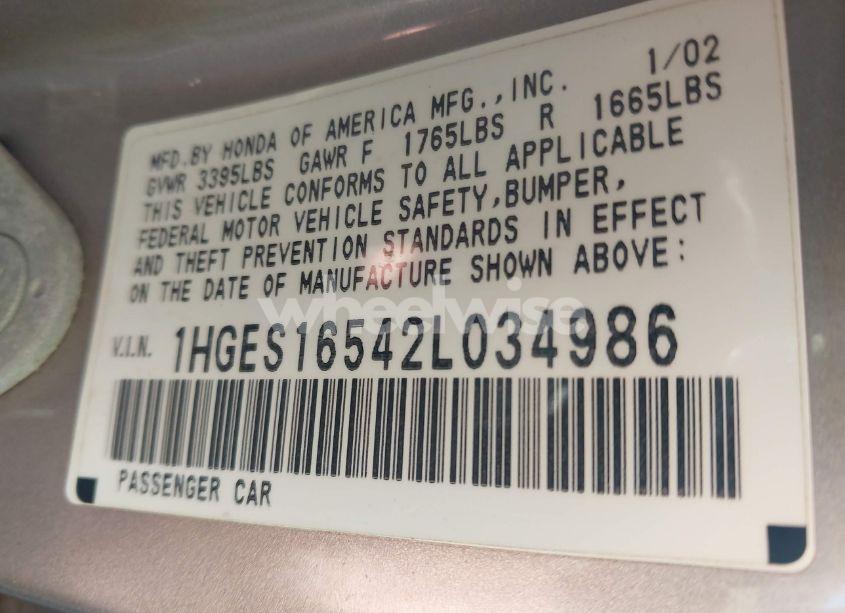 1/02
MFD.BY HONDA OF AMERICA MFG.,INC.
GVWR 3395LBS GAWR F 1765LBS R 1665LBS
THIS VEHICLE CONFORMS TO ALL APPLICABLE
FEDERAL MOTOR VEHICLE SAFETY,BUMPER,
AND THEFT PREVENTION STANDARDS IN EFFECT
ON THE DATE OF MANUFACTURE SHOWN ABOVE:
wheelwise
V.I.N. 1HGES16542L034986
PASSENGER CAR